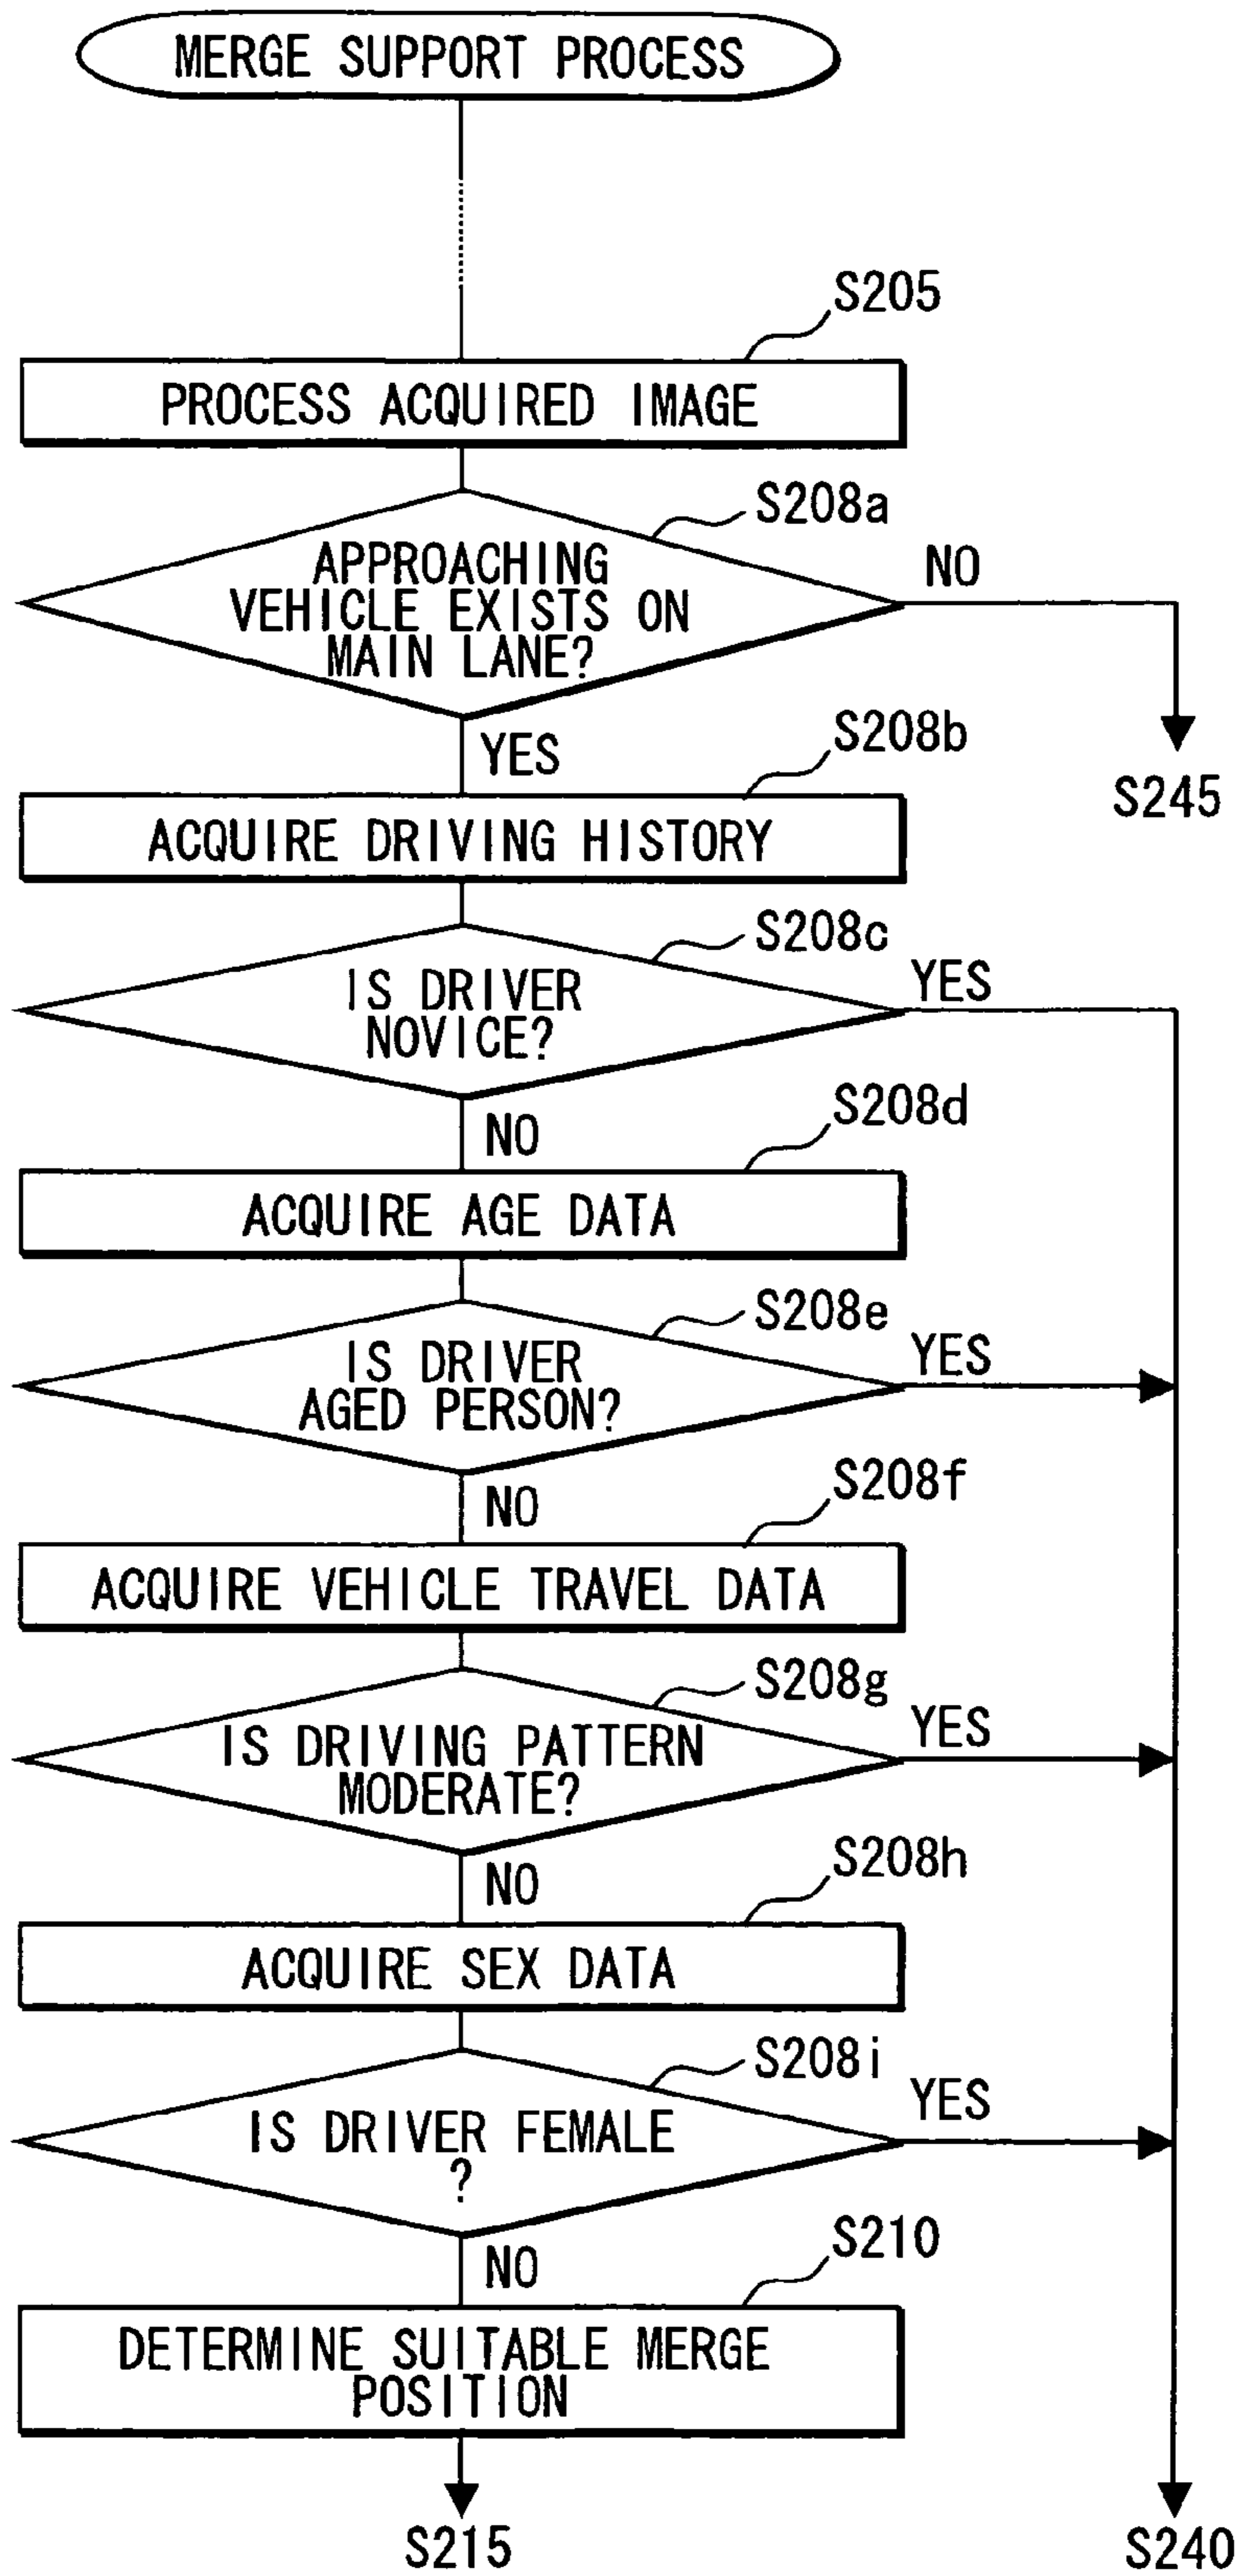 MERGE SUPPORT PROCESS
S205
PROCESS ACQUIRED IMAGE
S208a
APPROACHING
VEHICLE EXISTS ON
MAIN LANE?
NO
S245
YES
S208b
ACQUIRE DRIVING HISTORY
S208c
IS DRIVER
NOVICE?
YES
NO
S208d
ACQUIRE AGE DATA
S208e
IS DRIVER
AGED PERSON?
YES
NO
S208f
ACQUIRE VEHICLE TRAVEL DATA
S208g
IS DRIVING PATTERN
MODERATE?
YES
NO
S208h
ACQUIRE SEX DATA
S208i
IS DRIVER FEMALE
?
YES
NO
S210
DETERMINE SUITABLE MERGE
POSITION
S215
S240